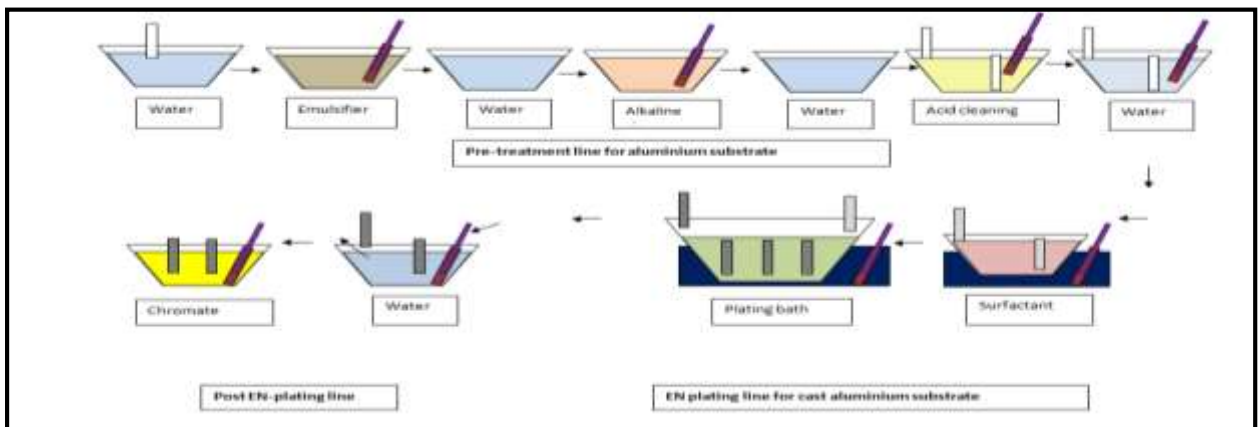 Water
Emulsifier
Water
Alkaline
Water
Acid cleaning
Water
Pre-treatment line for aluminium substrate
Chromate
Water
Plating bath
Surfactant
Post EN-plating line
EN plating line for cast aluminium substrate